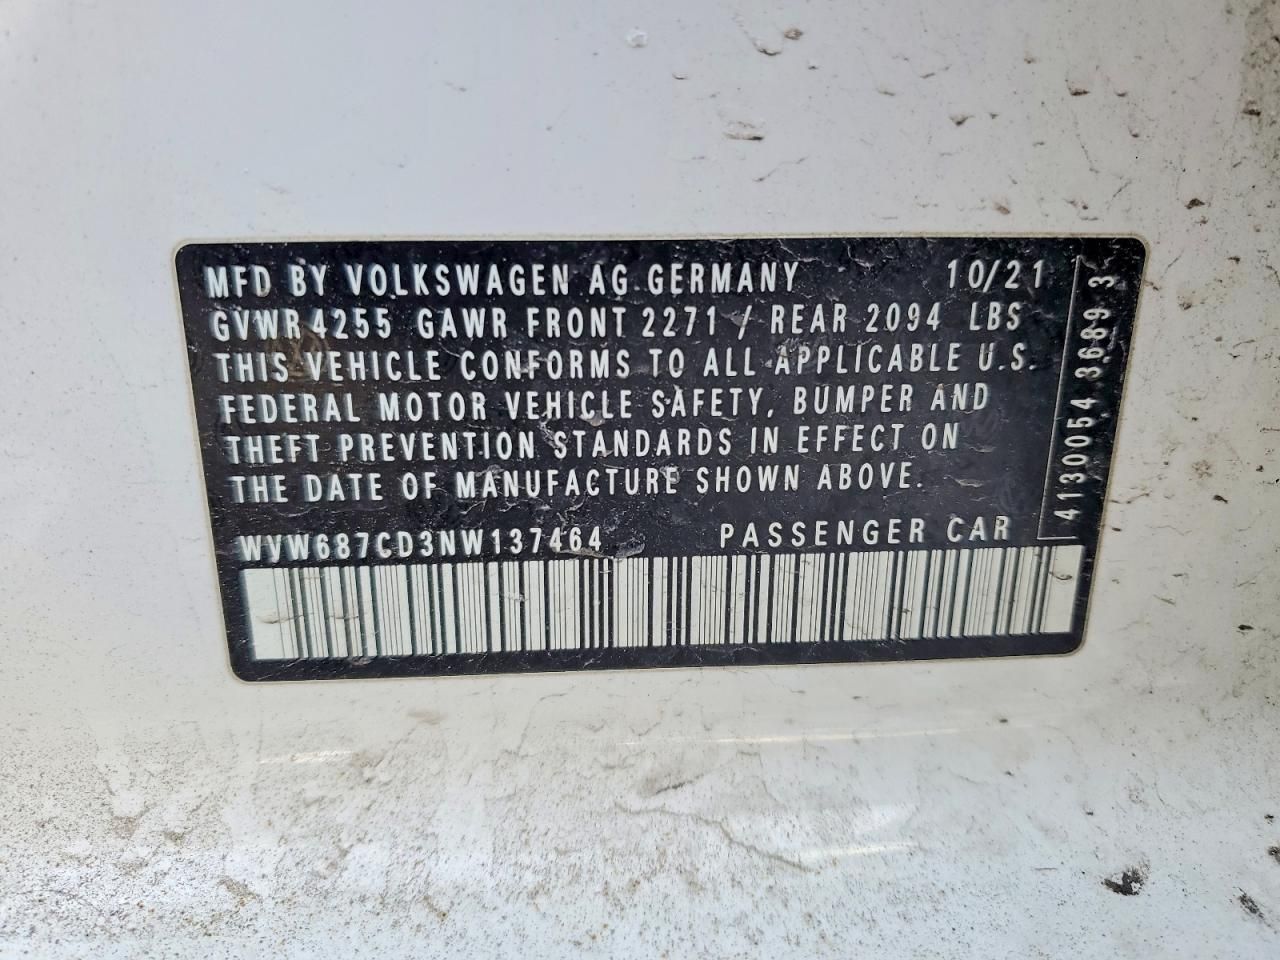 MFD BY VOLKSWAGEN AG GERMANY 10/21
GVWR 4255 GAWR FRONT 2271 / REAR 2094 LBS
THIS VEHICLE CONFORMS TO ALL APPLICABLE U.S.
FEDERAL MOTOR VEHICLE SAFETY, BUMPER AND
THEFT PREVENTION STANDARDS IN EFFECT ON
THE DATE OF MANUFACTURE SHOWN ABOVE.
WVW687CD3NW137464 PASSENGER CAR
4130054 3689 3